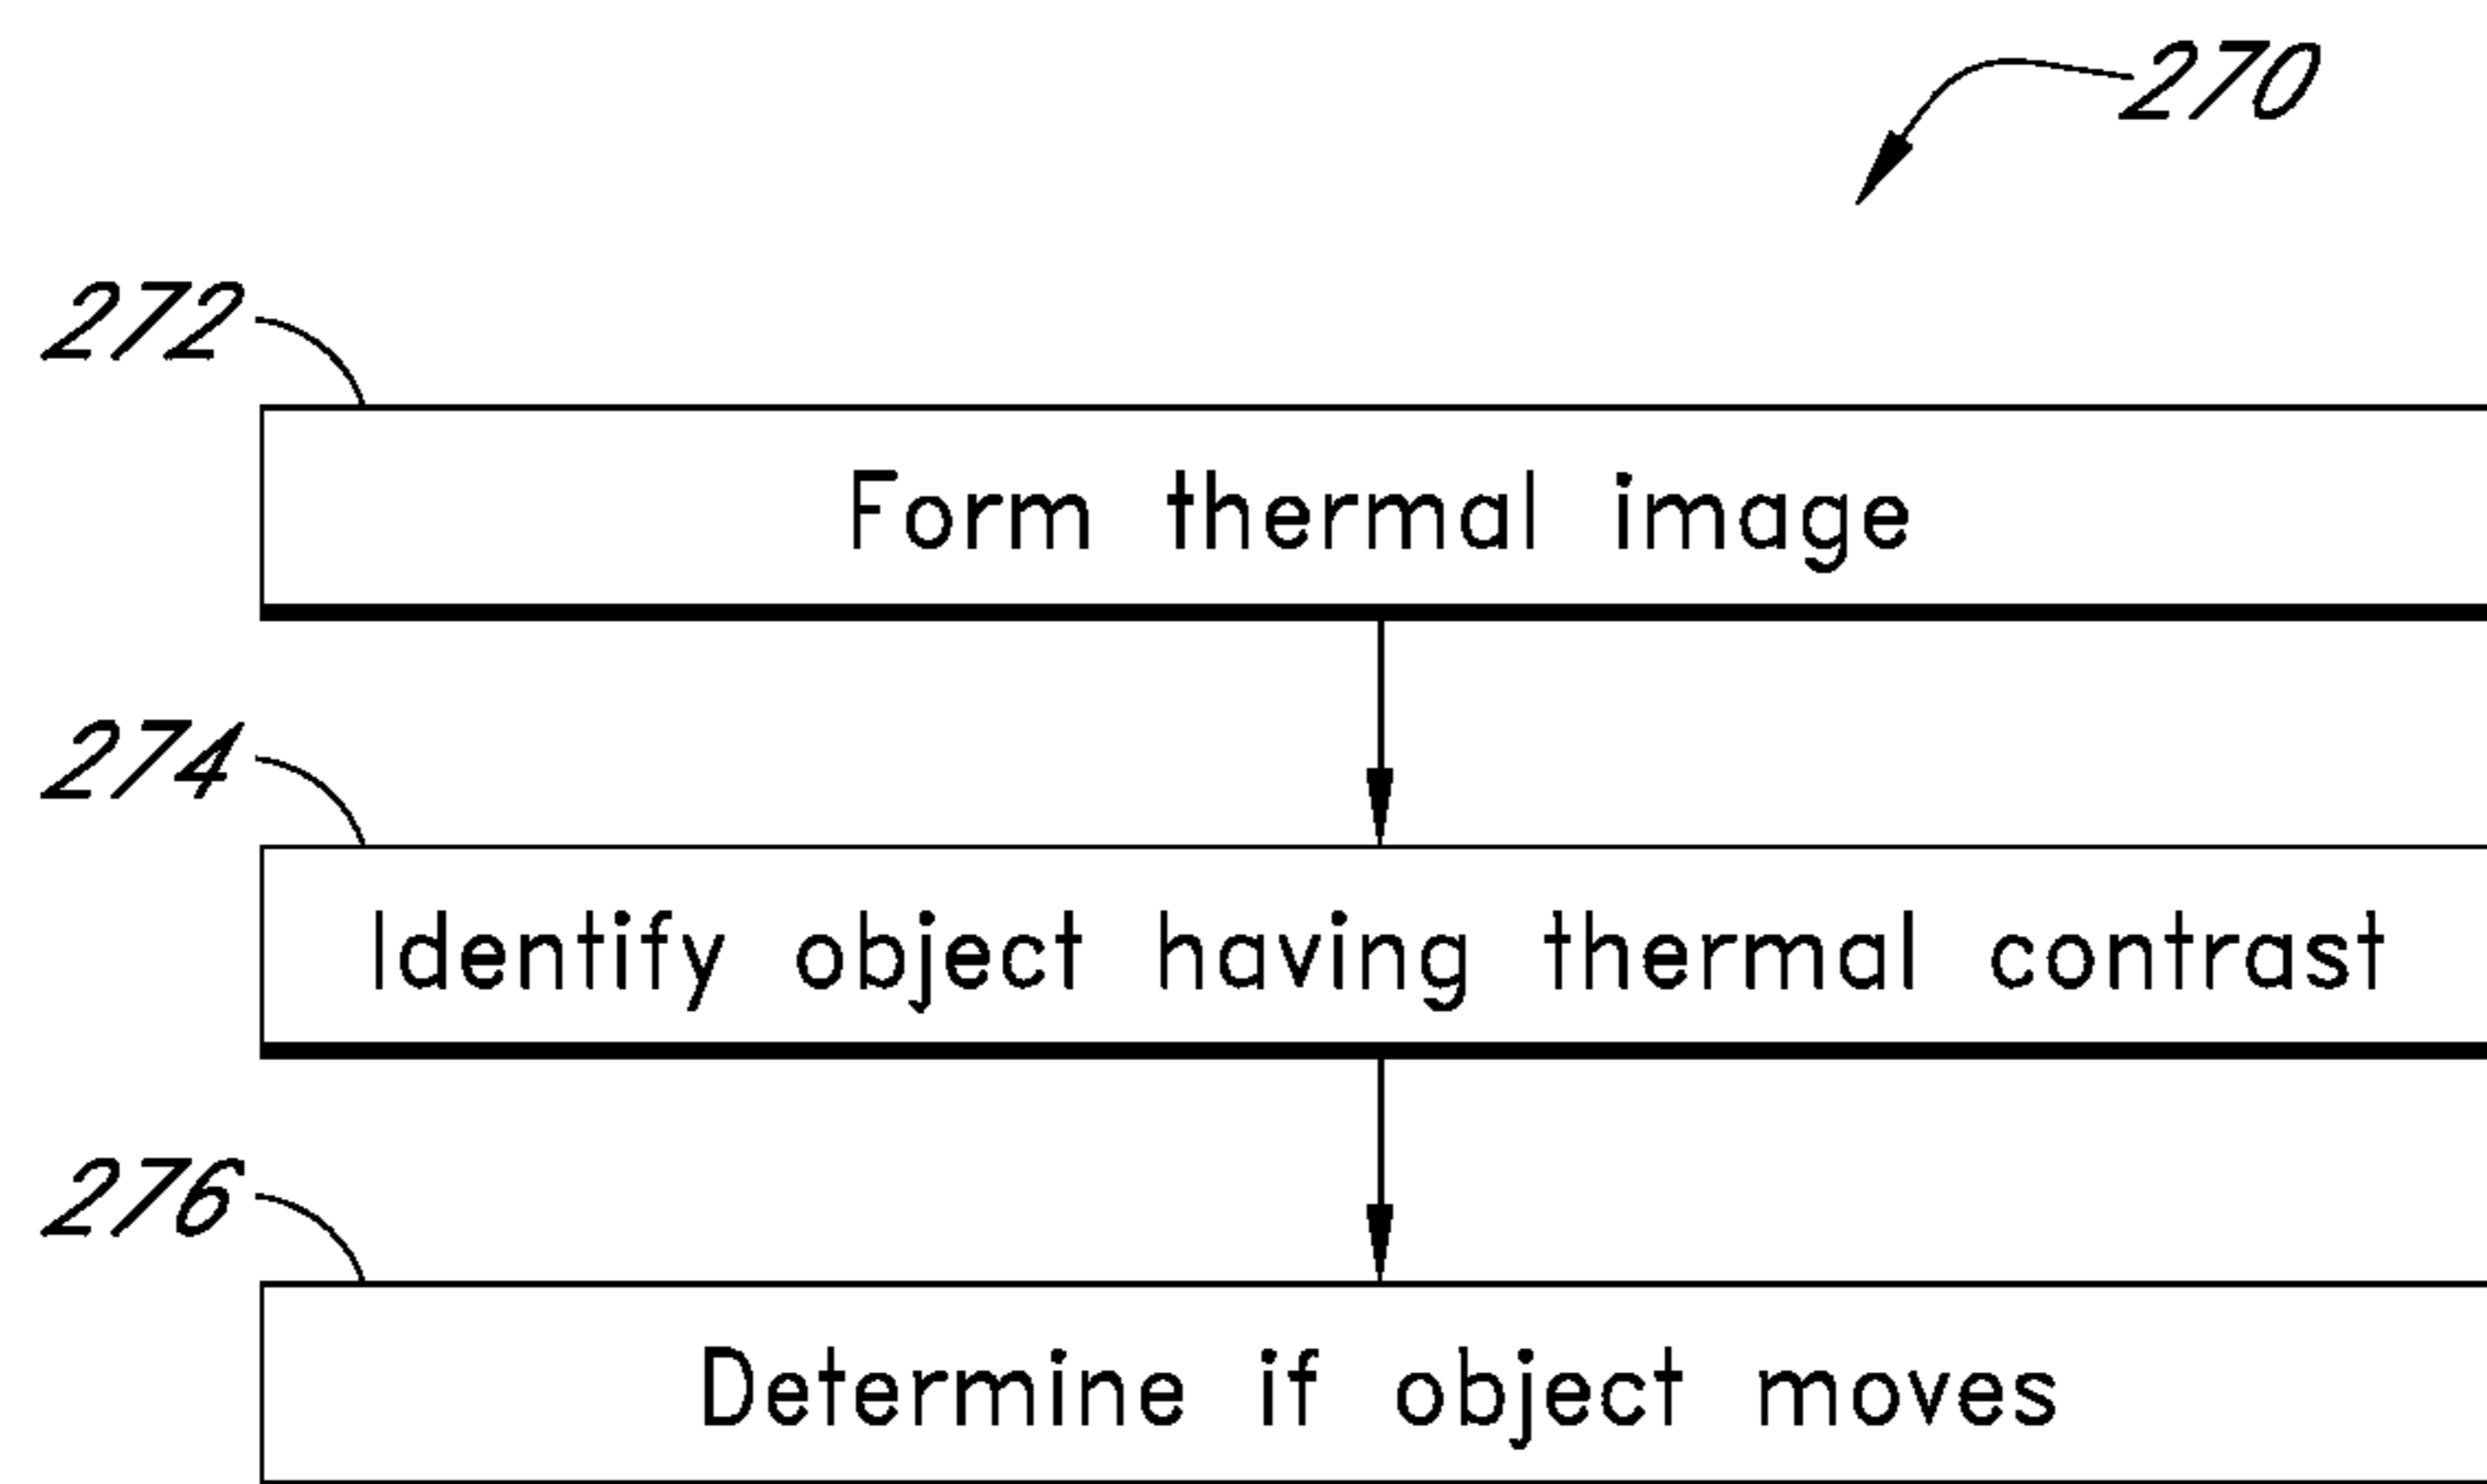 270
272
Form thermal image
274
Identify object having thermal contrast
276
Determine if object moves